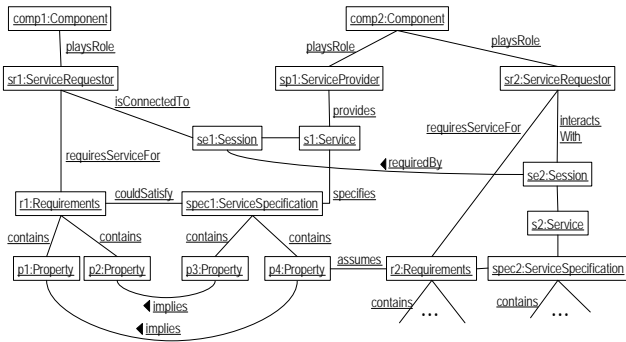 comp1:Component
comp2:Component
playsRole
playsRole
playsRole
sr1:ServiceRequestor
sp1:ServiceProvider
sr2:ServiceRequestor
isConnectedTo
provides
requiresServiceFor
interacts
With
se1:Session
s1:Service
requiresServiceFor
requiredBy
se2:Session
couldSatisfy
specifies
r1:Requirements
spec1:ServiceSpecification
s2:Service
contains
contains
contains
contains
assumes
p1:Property
p2:Property
p3:Property
p4:Property
r2:Requirements
spec2:ServiceSpecification
implies
contains
contains
... ...
implies